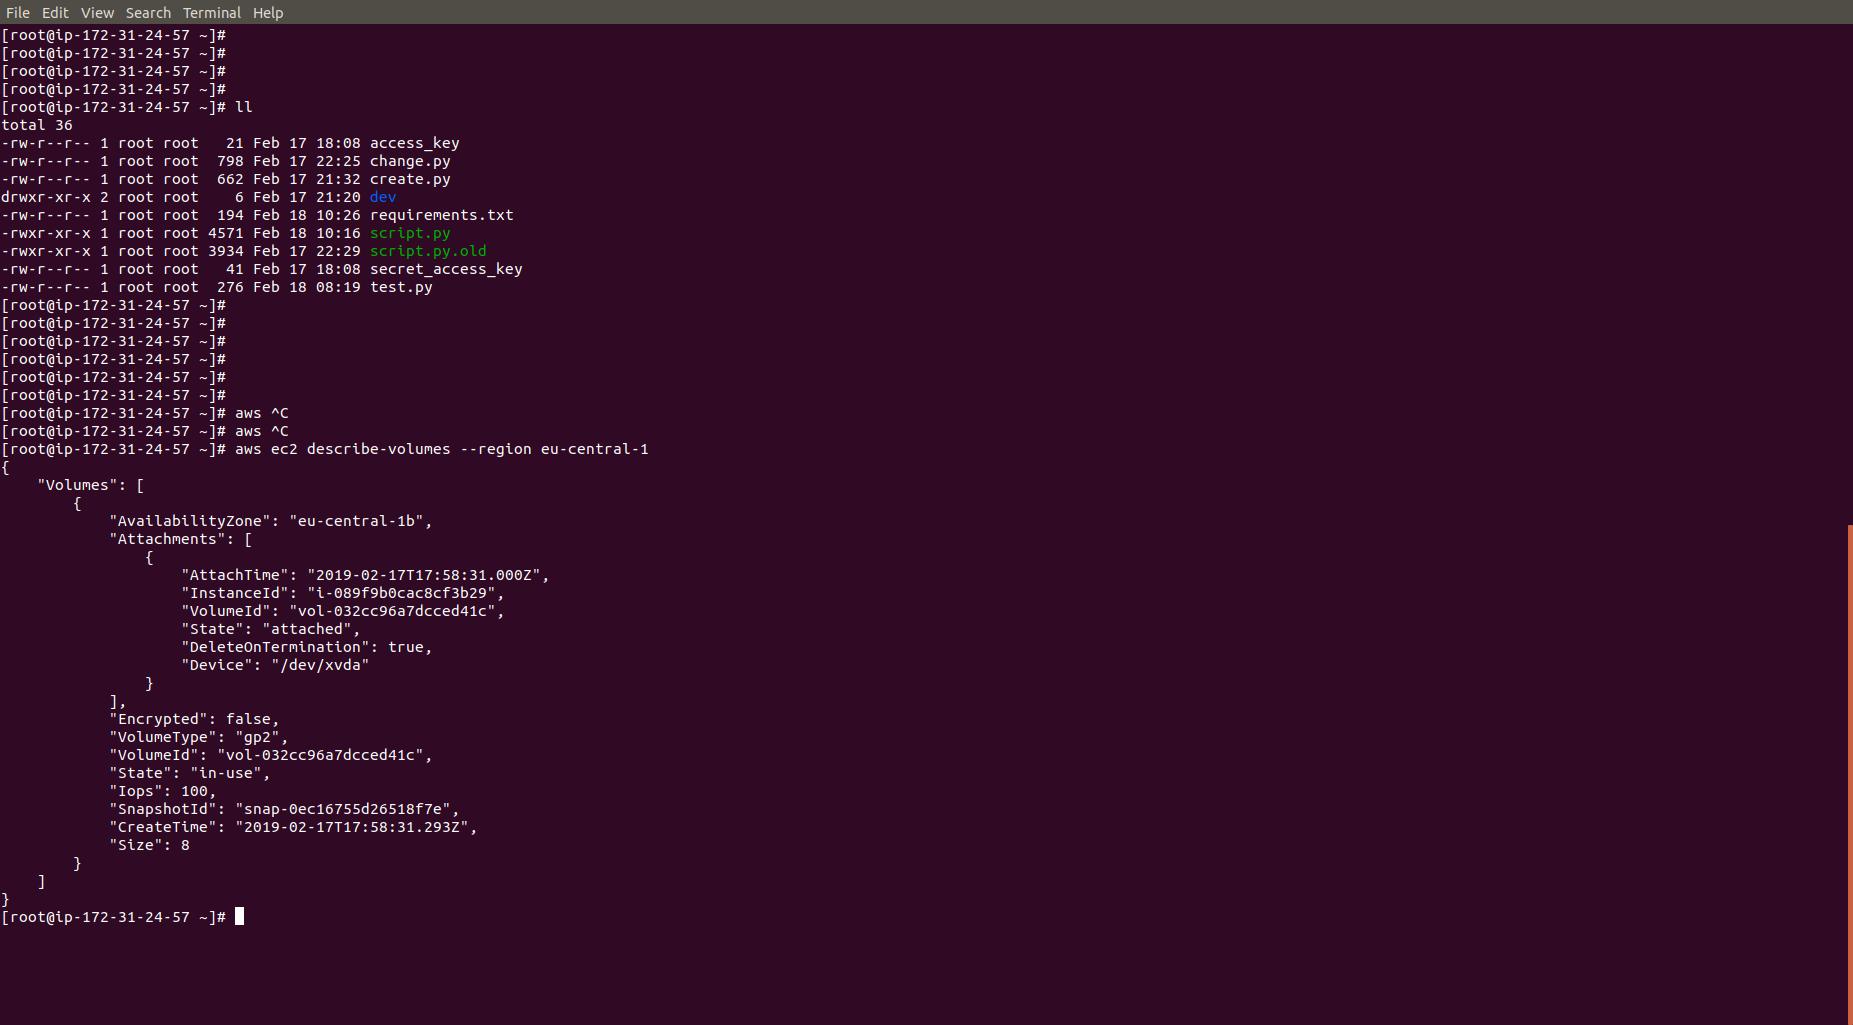 File Edit View Search Terminal Help
[root@ip-172-31-24-57 ~]#
[root@ip-172-31-24-57 ~]#
[root@ip-172-31-24-57 ~]#
[root@ip-172-31-24-57 ~]#
[root@ip-172-31-24-57 ~]# ll
total 36
-rw-r--r-- 1 root root   21 Feb 17 18:08 access_key
-rw-r--r-- 1 root root  798 Feb 17 22:25 change.py
-rw-r--r-- 1 root root  662 Feb 17 21:32 create.py
drwxr-xr-x 2 root root    6 Feb 17 21:20 dev
-rw-r--r-- 1 root root  194 Feb 18 10:26 requirements.txt
-rwxr-xr-x 1 root root 4571 Feb 18 10:16 script.py
-rwxr-xr-x 1 root root 3934 Feb 17 22:29 script.py.old
-rw-r--r-- 1 root root   41 Feb 17 18:08 secret_access_key
-rw-r--r-- 1 root root  276 Feb 18 08:19 test.py
[root@ip-172-31-24-57 ~]#
[root@ip-172-31-24-57 ~]#
[root@ip-172-31-24-57 ~]#
[root@ip-172-31-24-57 ~]#
[root@ip-172-31-24-57 ~]#
[root@ip-172-31-24-57 ~]#
[root@ip-172-31-24-57 ~]# aws ^C
[root@ip-172-31-24-57 ~]# aws ^C
[root@ip-172-31-24-57 ~]# aws ec2 describe-volumes --region eu-central-1
{
    "Volumes": [
        {
            "AvailabilityZone": "eu-central-1b",
            "Attachments": [
                {
                    "AttachTime": "2019-02-17T17:58:31.000Z",
                    "InstanceId": "i-089f9b0cac8cf3b29",
                    "VolumeId": "vol-032cc96a7dcced41c",
                    "State": "attached",
                    "DeleteOnTermination": true,
                    "Device": "/dev/xvda"
                }
            ],
            "Encrypted": false,
            "VolumeType": "gp2",
            "VolumeId": "vol-032cc96a7dcced41c",
            "State": "in-use",
            "Iops": 100,
            "SnapshotId": "snap-0ec16755d26518f7e",
            "CreateTime": "2019-02-17T17:58:31.293Z",
            "Size": 8
        }
    ]
}
[root@ip-172-31-24-57 ~]#